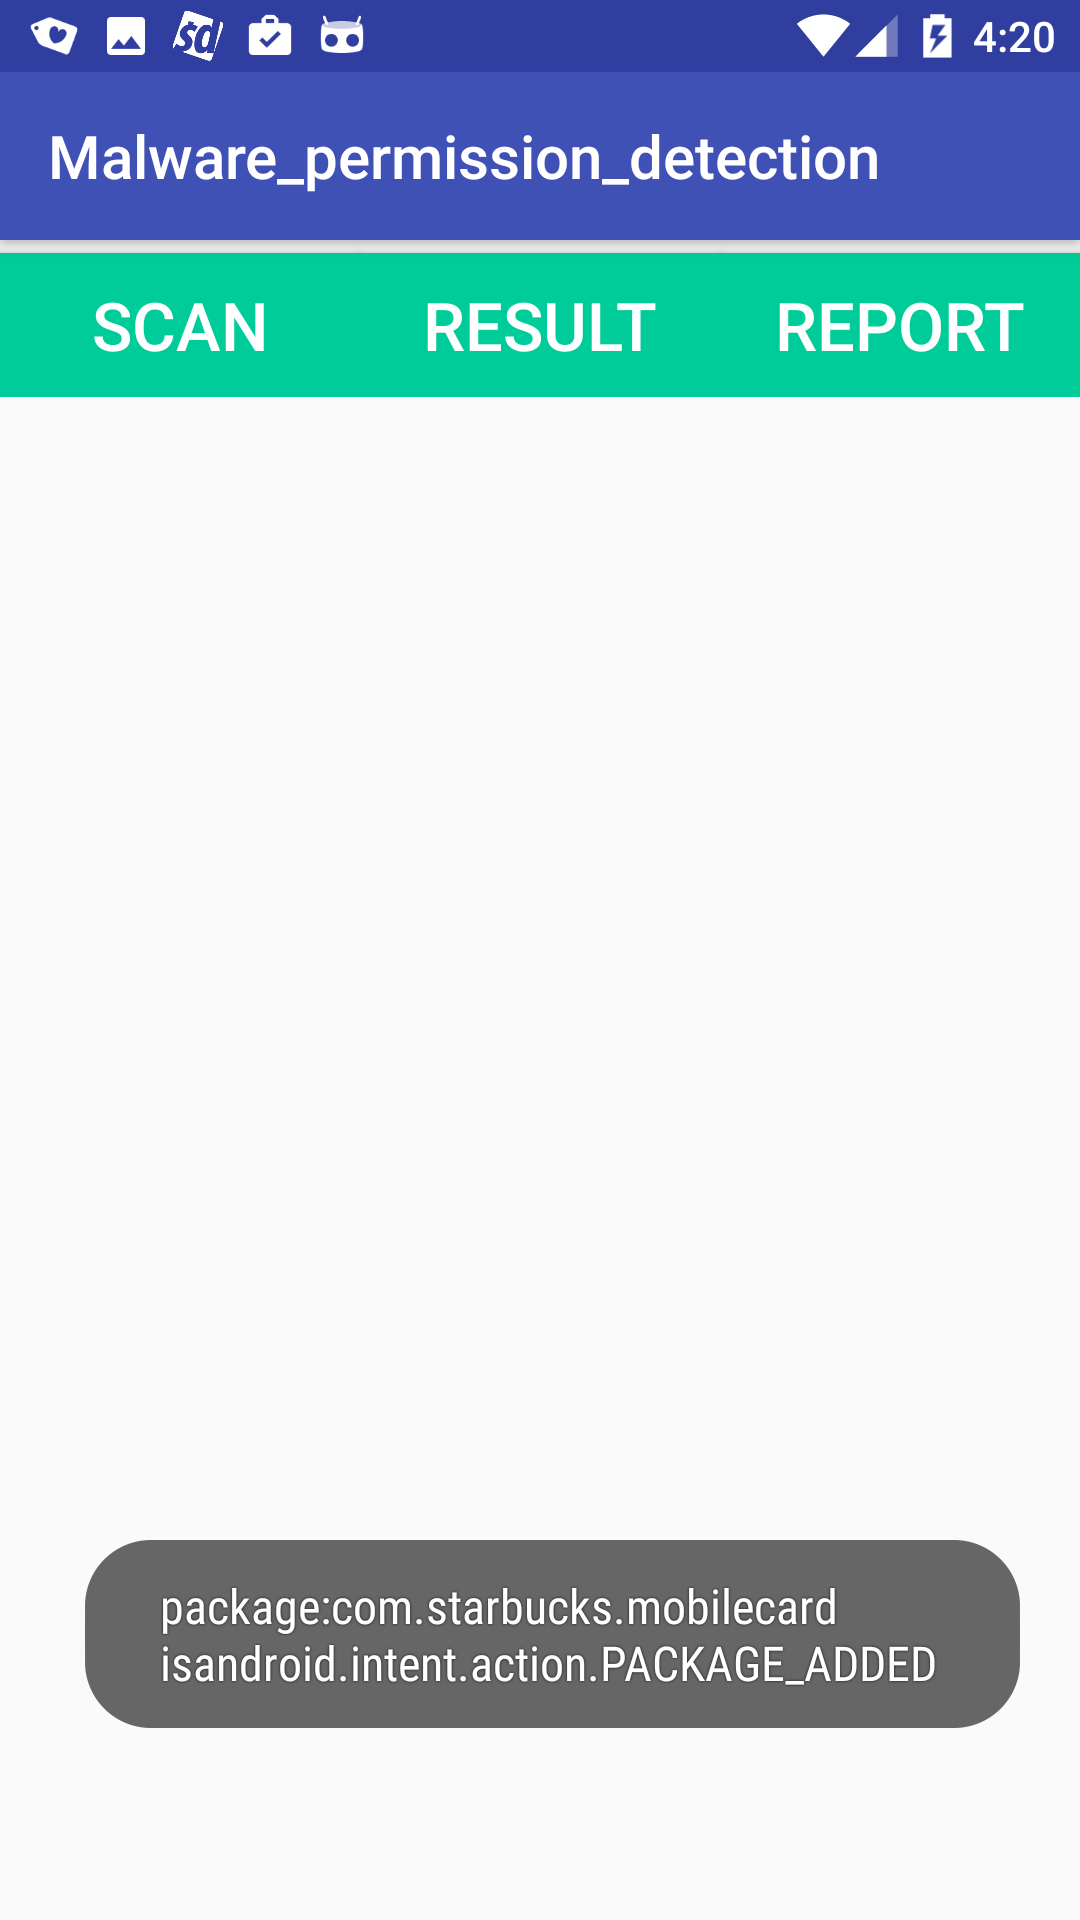 4:20
Malware_permission_detection
SCAN RESULT REPORT
package:com.starbucks.mobilecard
isandroid.intent.action.PACKAGE_ADDED